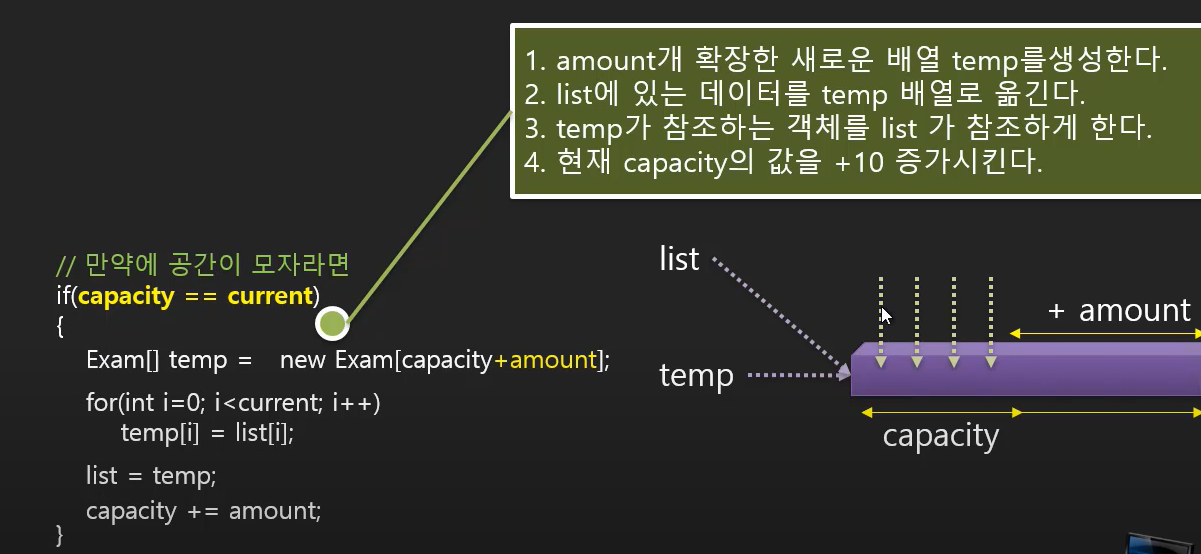 1. amount개 확장한 새로운 배열 temp를생성한다.
2. list에 있는 데이터를 temp 배열로 옮긴다.
3. temp가 참조하는 객체를 list 가 참조하게 한다.
4. 현재 capacity의 값을 +10 증가시킨다.
// 만약에 공간이 모자라면
if(capacity == current)
{
Exam[] temp = new Exam[capacity+amount];
for(int i=0; i<current; i++)
temp[i] = list[i];
list = temp;
capacity += amount;
}
list
+ amount
temp
capacity